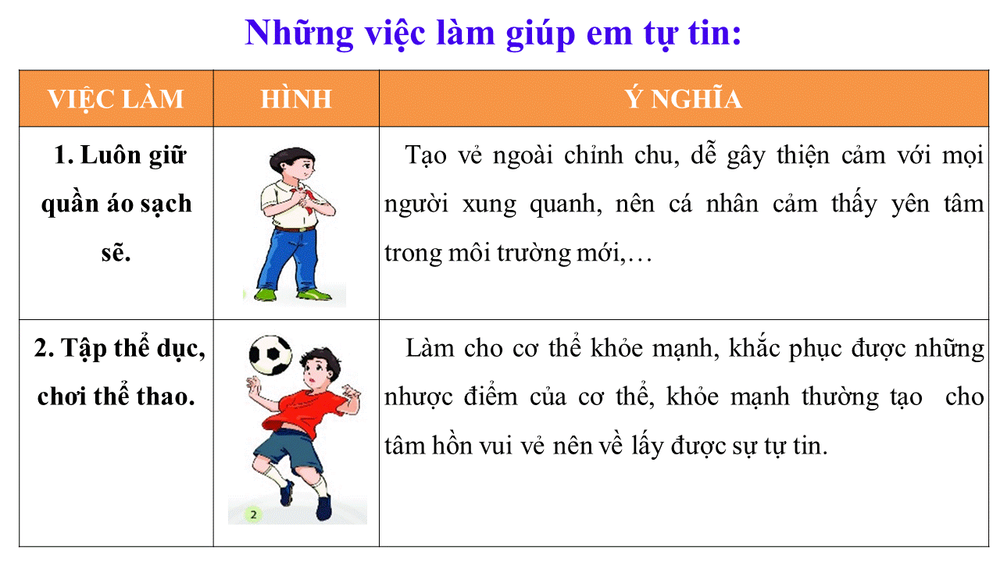 Những việc làm giúp em tự tin:
VIỆC LÀM
HÌNH
Ý NGHĨA
1. Luôn giữ
quần áo sạch
sẽ.
Tạo vẻ ngoài chỉnh chu, dễ gây thiện cảm với mọi
người xung quanh, nên cá nhân cảm thấy yên tâm
trong môi trường mới,…
2. Tập thể dục,
chơi thể thao.
2
Làm cho cơ thể khỏe mạnh, khắc phục được những
nhược điểm của cơ thể, khỏe mạnh thường tạo cho
tâm hồn vui vẻ nên về lấy được sự tự tin.